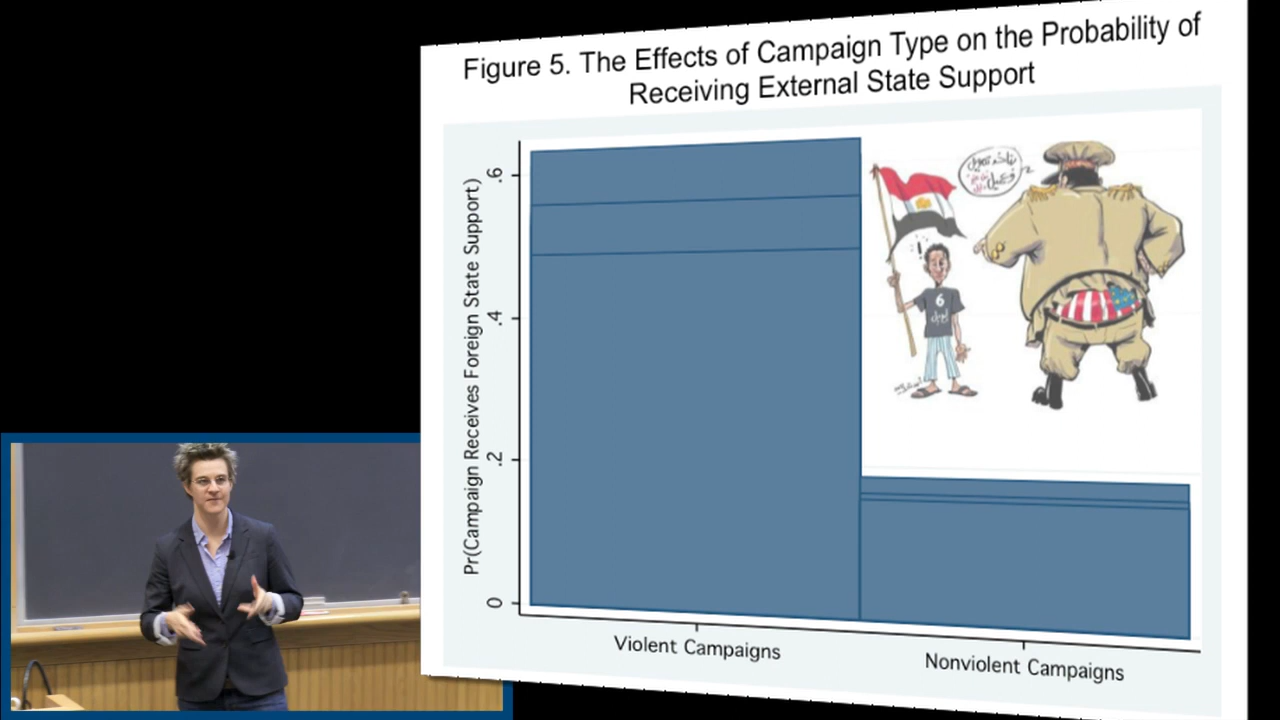 Figure 5. The Effects of Campaign Type on the Probability of
Receiving External State Support
Pr(Campaign Receives Foreign State Support)
.6
.4
.2
0
6
Violent Campaigns
Nonviolent Campaigns